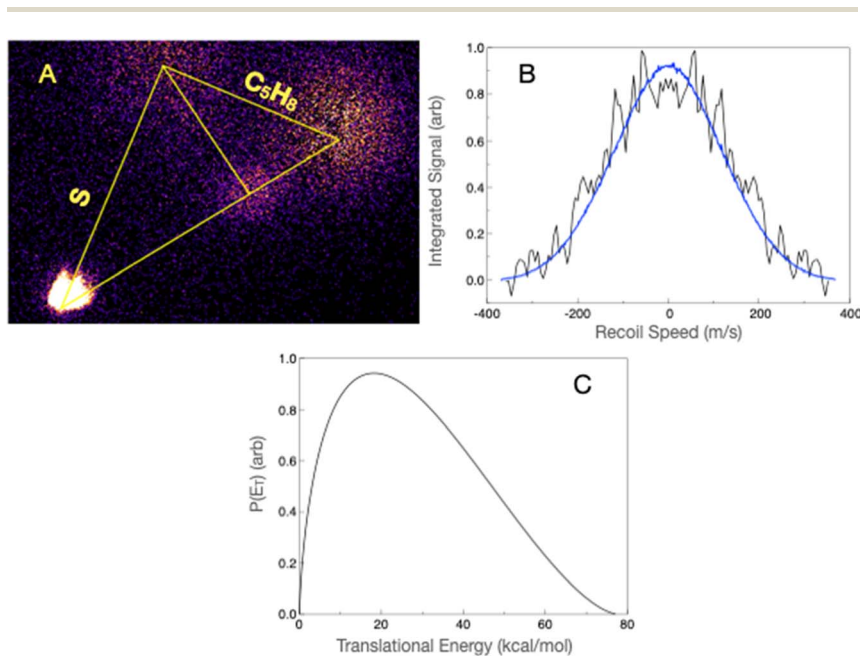 A
S
C₅H₈
B
Integrated Signal (arb)
1.0
0.8
0.6
0.4
0.2
0.0
-400
-200
0
200
400
Recoil Speed (m/s)
C
P(E_T) (arb)
1.0
0.8
0.6
0.4
0.2
0.0
0
20
40
60
80
Translational Energy (kcal/mol)